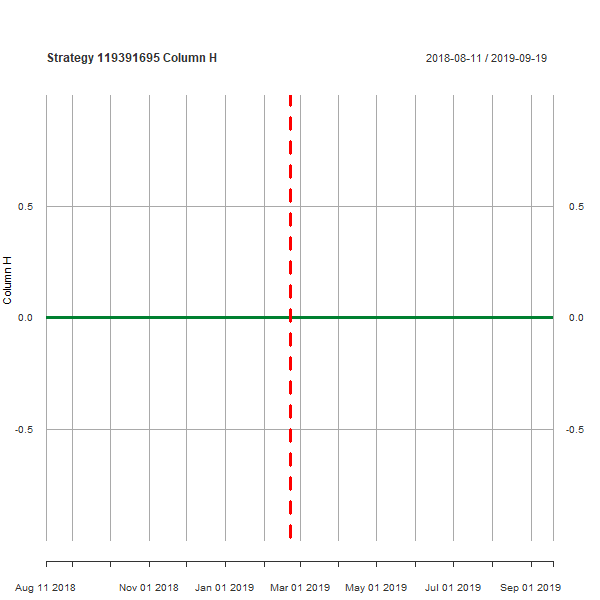 Strategy 119391695 Column H 2018-08-11 / 2019-09-19
0.5 0.5
Column H
0.0 0.0
-0.5 -0.5
Aug 11 2018 Nov 01 2018 Jan 01 2019 Mar 01 2019 May 01 2019 Jul 01 2019 Sep 01 2019